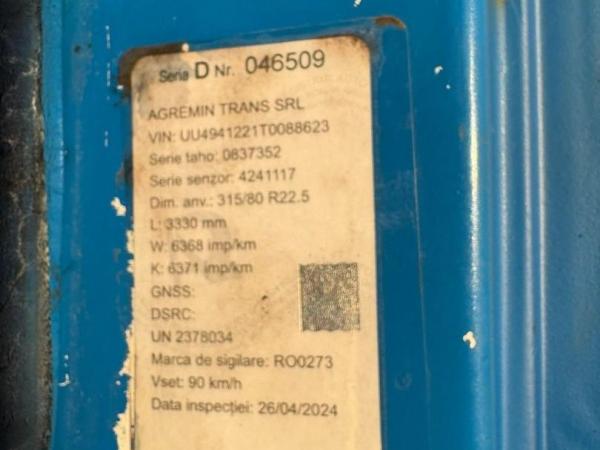 Seria D Nr. 046509
AGREMIN TRANS SRL
VIN: UU4941221T0088623
Serie taho: 0837352
Serie senzor: 4241117
Dim. anv.: 315/80 R22.5
L: 3330 mm
W: 6368 imp/km
K: 6371 imp/km
GNSS:
DSRC:
UN 2378034
Marca de sigilare: RO0273
Vset: 90 km/h
Data inspecției: 26/04/2024